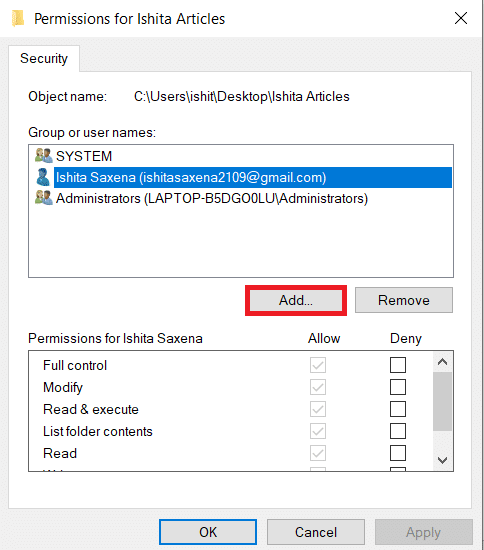 Permissions for Ishita Articles
Security
Object name: C:\Users\ishit\Desktop\Ishita Articles
Group or user names:
SYSTEM
Ishita Saxena (ishitasaxena2109@gmail.com)
Administrators (LAPTOP-B5DGO0LU\Administrators)
Add... Remove
Permissions for Ishita Saxena Allow Deny
Full control
Modify
Read & execute
List folder contents
Read
OK Cancel Apply